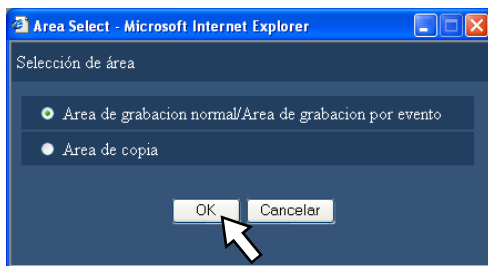 Area Select - Microsoft Internet Explorer
Selección de área
Area de grabacion normal/Area de grabacion por evento
Area de copia
OK Cancelar